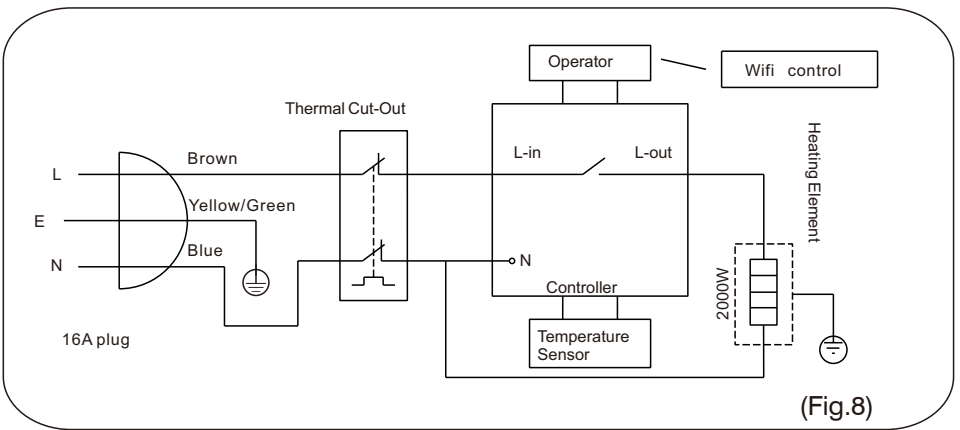 Operator
Wifi control
Thermal Cut-Out
L-in
L-out
Heating Element
L
Brown
E
Yellow/Green
N
Blue
N
Controller
2000W
16A plug
Temperature
Sensor
(Fig.8)